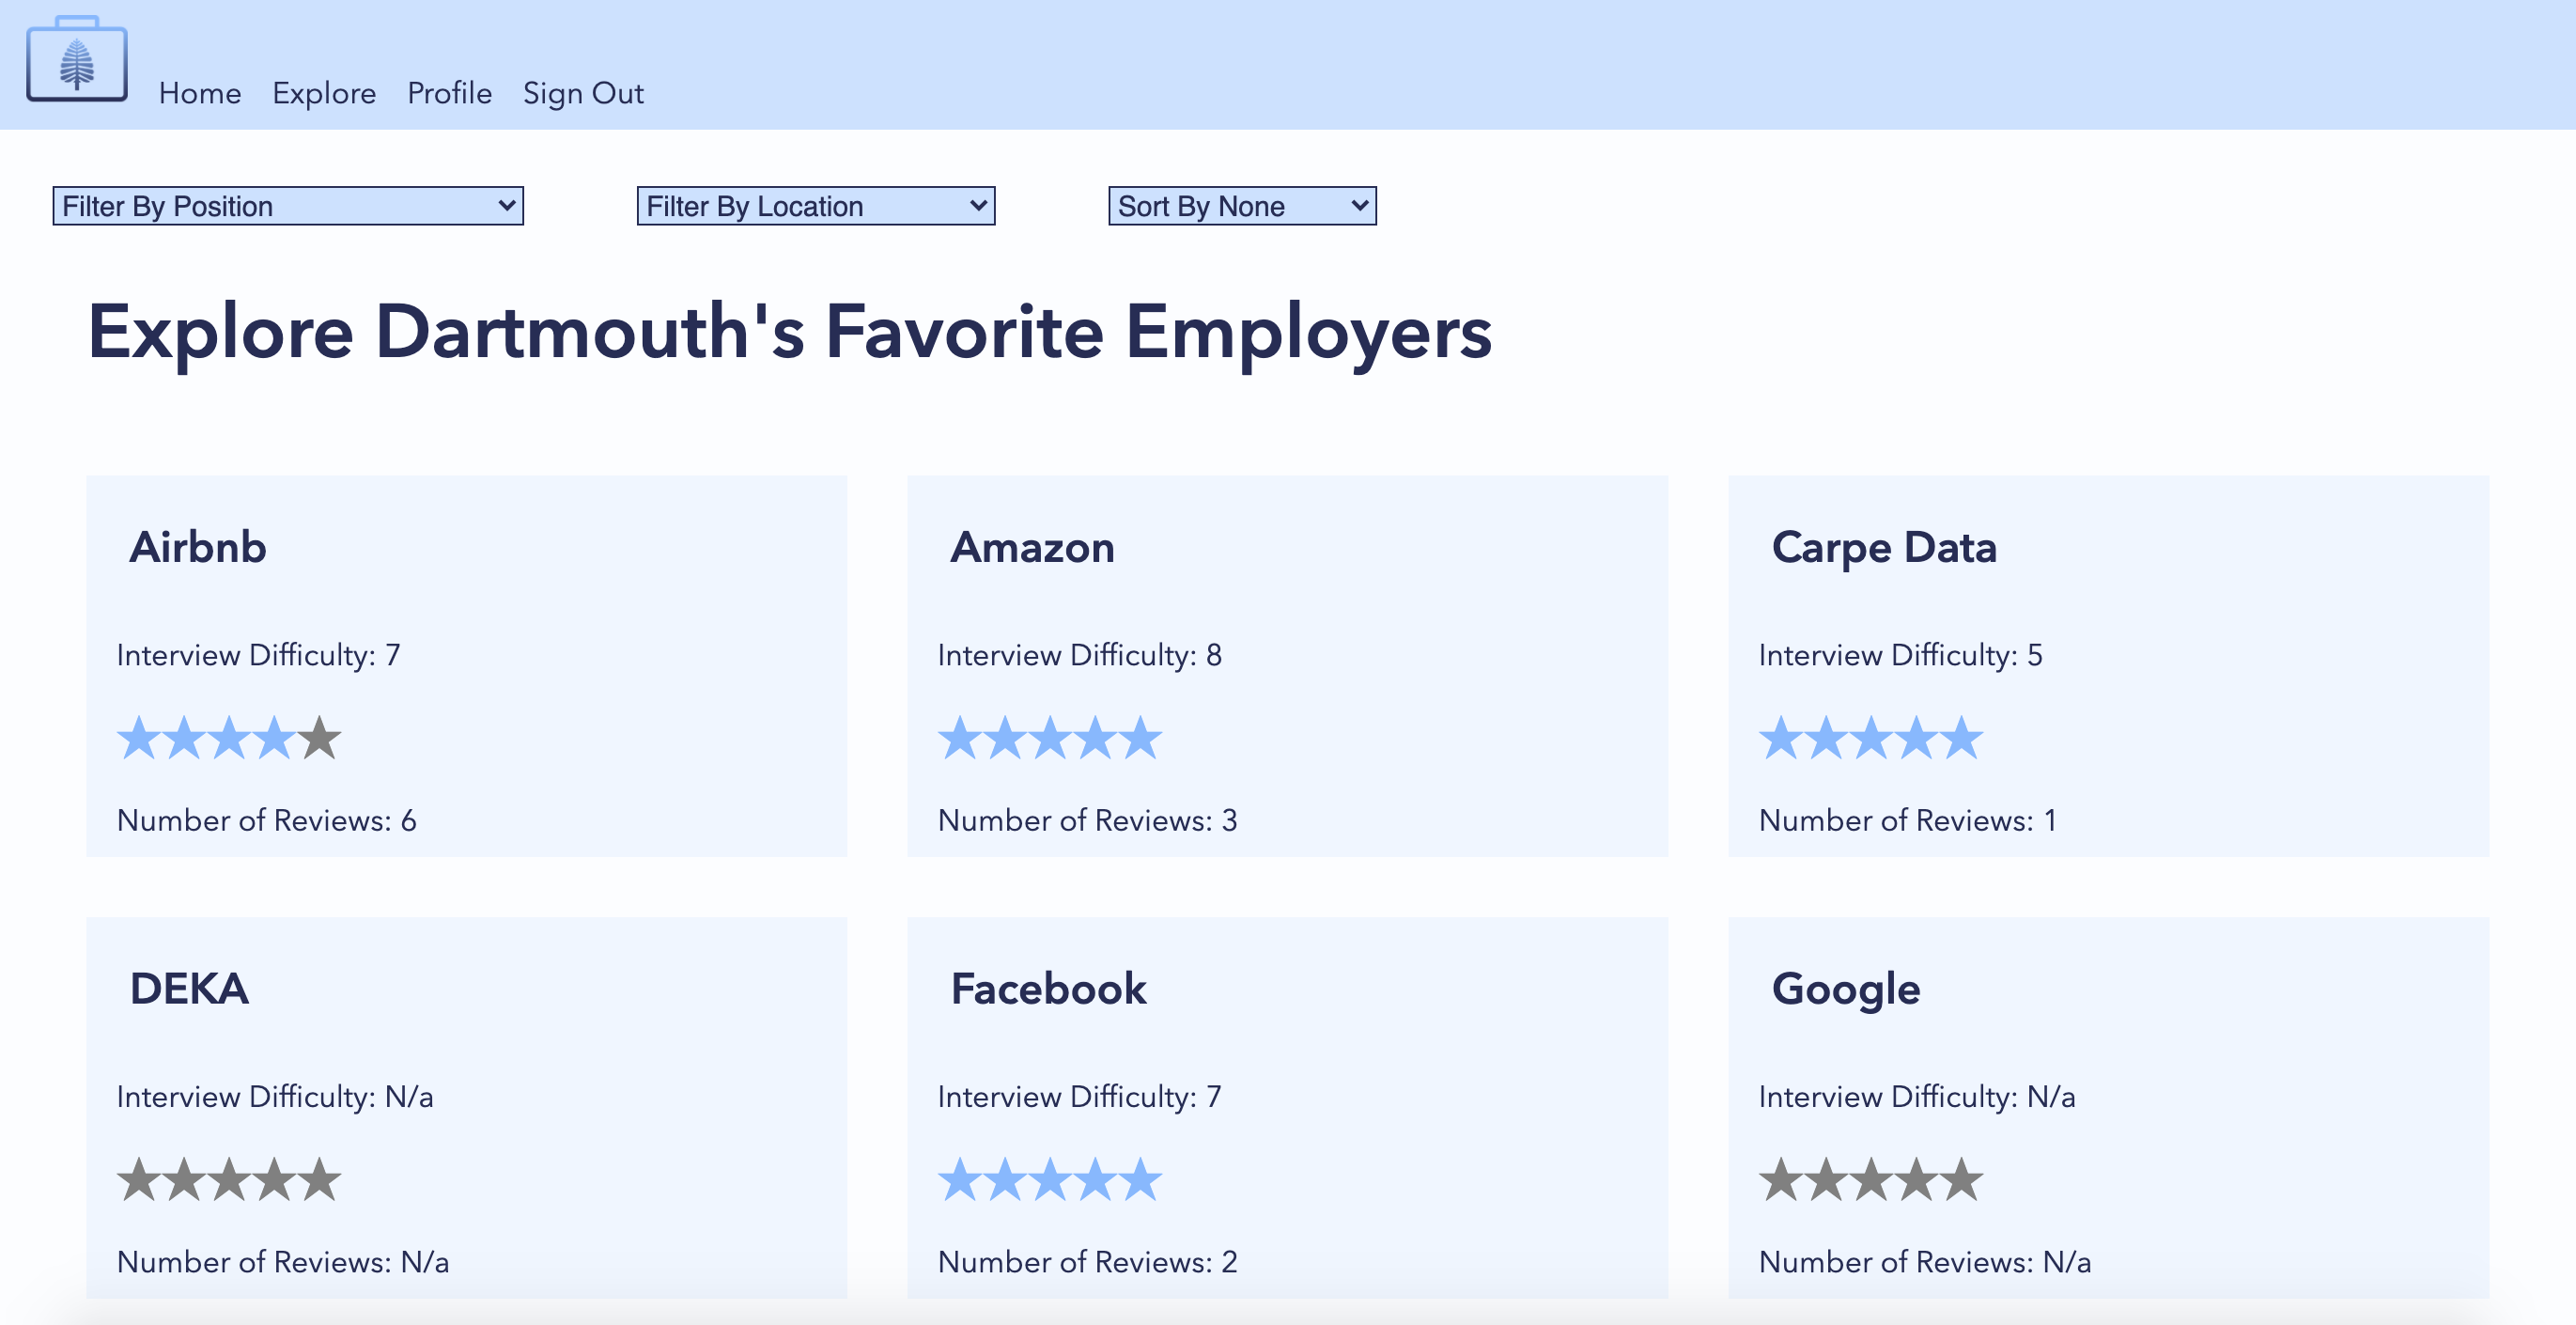 Home Explore Profile Sign Out
Filter By Position Filter By Location Sort By None
Explore Dartmouth's Favorite Employers
Airbnb
Interview Difficulty: 7
Number of Reviews: 6
Amazon
Interview Difficulty: 8
Number of Reviews: 3
Carpe Data
Interview Difficulty: 5
Number of Reviews: 1
DEKA
Interview Difficulty: N/a
Number of Reviews: N/a
Facebook
Interview Difficulty: 7
Number of Reviews: 2
Google
Interview Difficulty: N/a
Number of Reviews: N/a